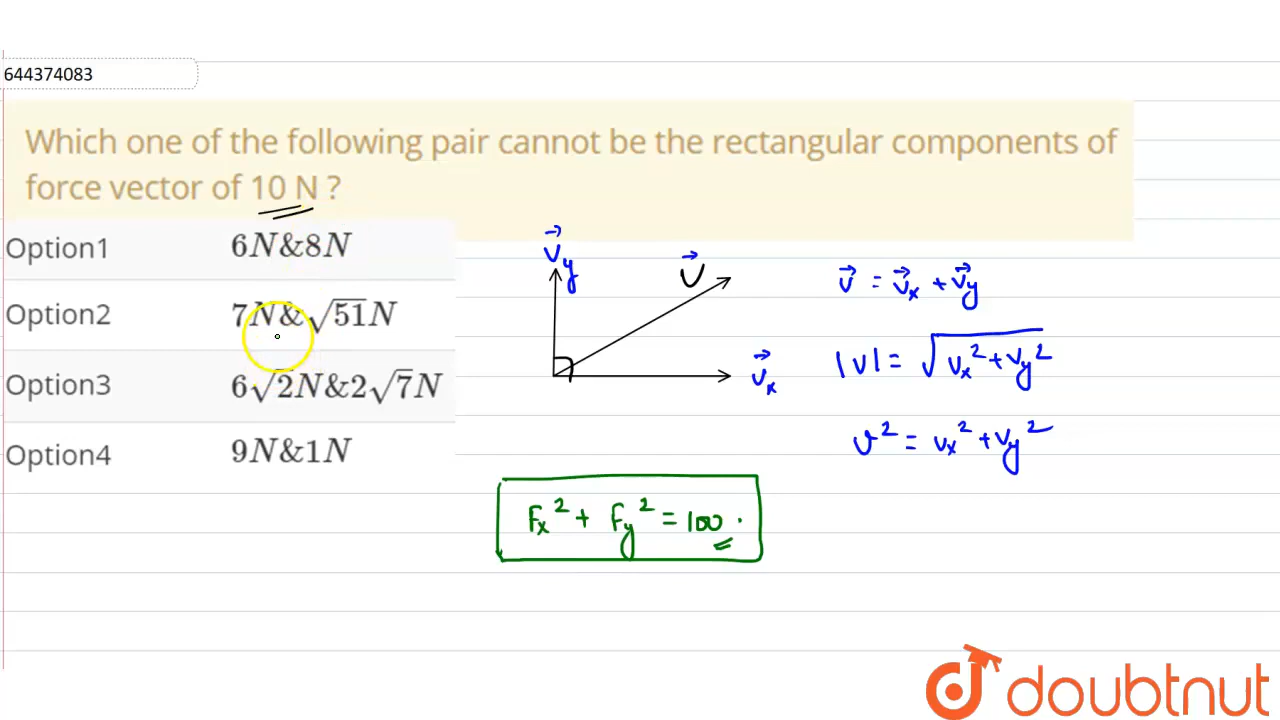 644374083
Which one of the following pair cannot be the rectangular components of
force vector of 10 N ?
Option1 6N&8N
Option2 7N&√51N
Option3 6√2N&2√7N
Option4 9N&1N
V⃗y
V⃗
V⃗x
V⃗ = V⃗x + V⃗y
|V| = √Vx² + Vy²
V² = Vx² + Vy²
Fx² + Fy² = 100.
doubtnut